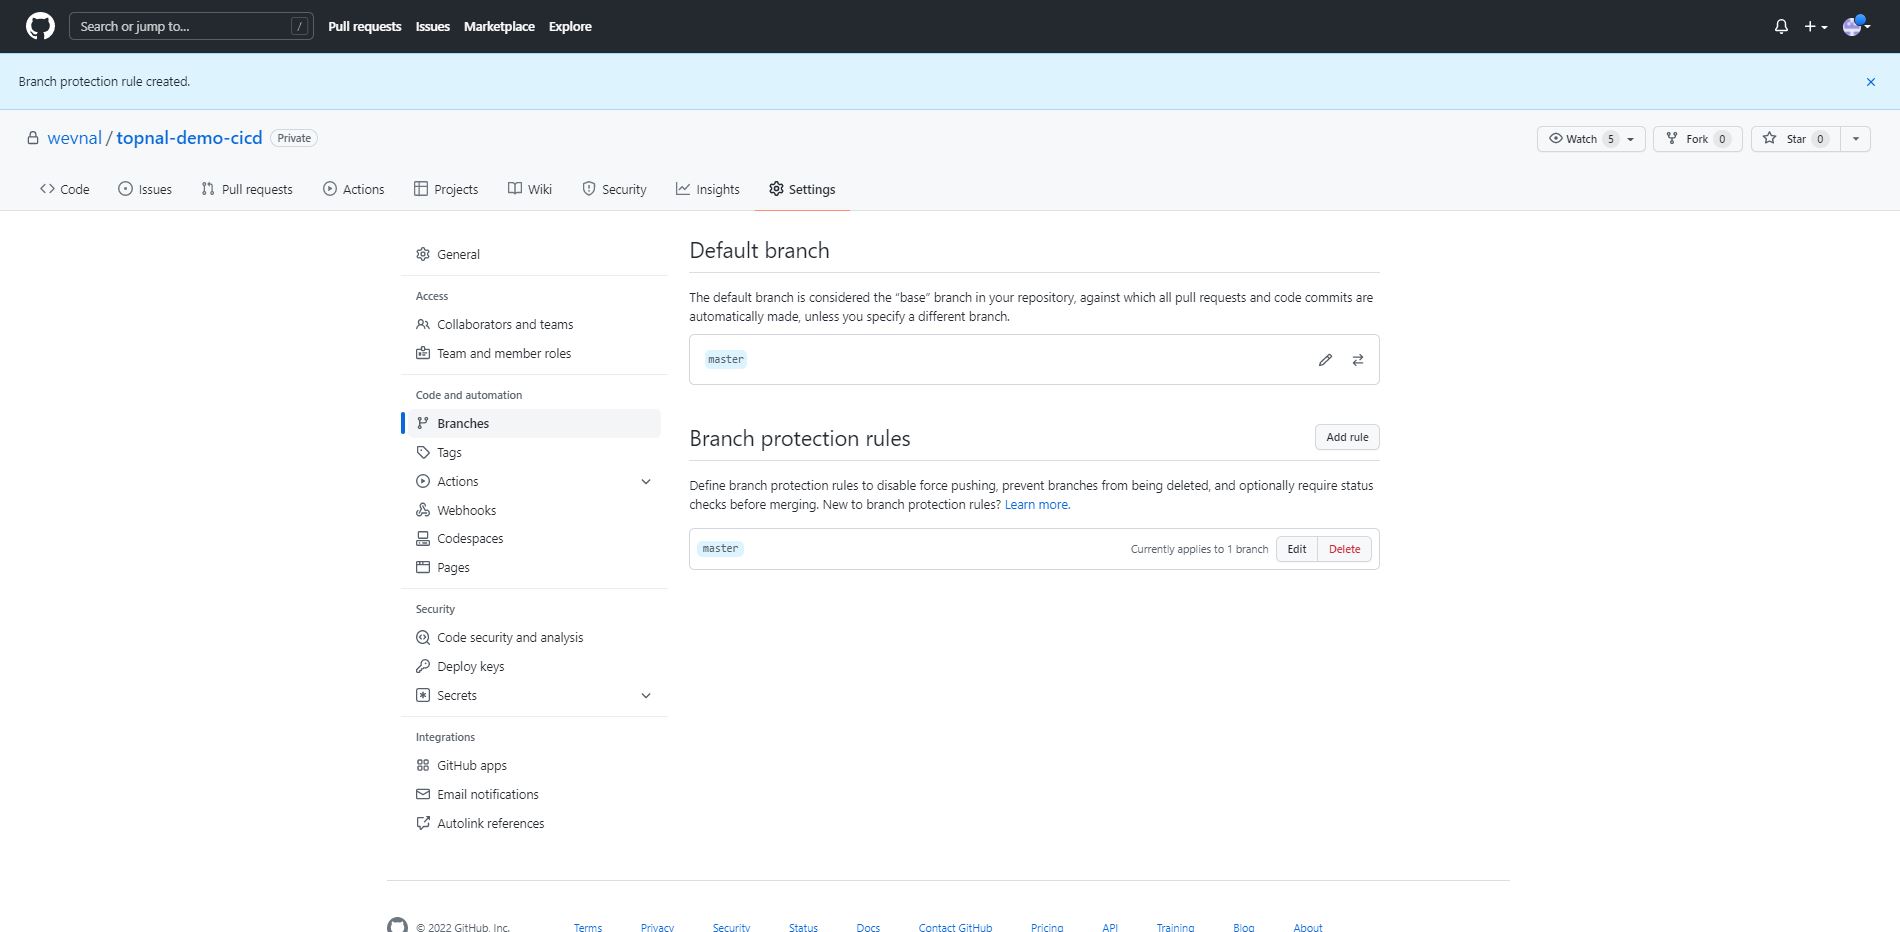 Search or jump to... /
Pull requests Issues Marketplace Explore
Branch protection rule created.
wevnal / topnal-demo-cicd Private
Watch 5 Fork 0 Star 0
Code Issues Pull requests Actions Projects Wiki Security Insights Settings
General
Access
Collaborators and teams
Team and member roles
Code and automation
Branches
Tags
Actions
Webhooks
Codespaces
Pages
Security
Code security and analysis
Deploy keys
Secrets
Integrations
GitHub apps
Email notifications
Autolink references
Default branch
The default branch is considered the “base” branch in your repository, against which all pull requests and code commits are
automatically made, unless you specify a different branch.
master
Branch protection rules Add rule
Define branch protection rules to disable force pushing, prevent branches from being deleted, and optionally require status
checks before merging. New to branch protection rules? Learn more.
master Currently applies to 1 branch Edit Delete
© 2022 GitHub, Inc. Terms Privacy Security Status Docs Contact GitHub Pricing API Training Blog About